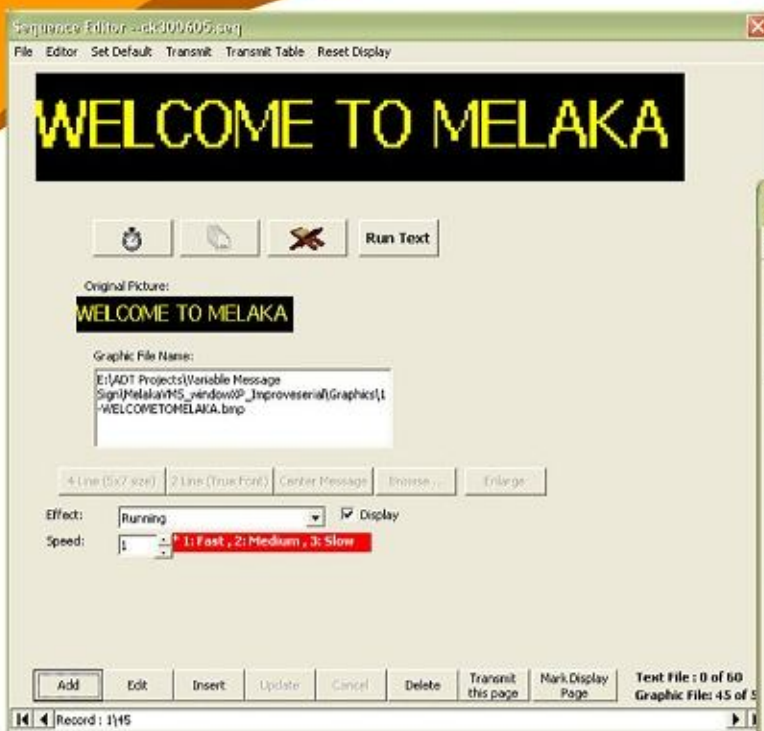 Sequence Editor --ck300605.seq
File Editor Set Default Transmit Transmit Table Reset Display
WELCOME TO MELAKA
Run Text
Original Picture:
WELCOME TO MELAKA
Graphic File Name:
E:\ADT Projects\Variable Message
Sign\MelakaVMS_windowXP_Improveserial\Graphics\1
-WELCOMETOMELAKA.bmp
4 Line (5x7 size) 2 Line (True Font) Center Message Browse ... Enlarge
Effect: Running Display
Speed: 1 * 1: Fast , 2: Medium , 3: Slow
Add Edit Insert Update Cancel Delete Transmit this page Mark Display Page
Text File : 0 of 60
Graphic File: 45 of 5
Record : 1\45